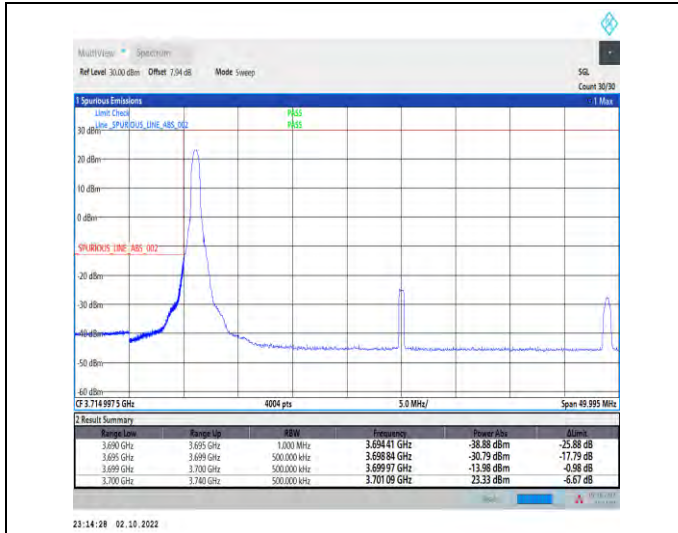 MultiView Spectrum
Ref Level 30.00 dBm Offset 7.94 dB Mode Sweep SGL
Count 30/30
1 Spurious Emissions 1 Max
Limit Check PASS
Line _SPURIOUS_LINE_ABS_002 PASS
30 dBm
20 dBm
10 dBm
0 dBm
SPURIOUS_LINE_ABS_002
-20 dBm
-30 dBm
-40 dBm
-50 dBm
-60 dBm
CF 3.714 997 5 GHz 4004 pts 5.0 MHz/ Span 49.995 MHz
2 Result Summary
Range Low Range Up RBW Frequency Power Abs ΔLimit
3.690 GHz 3.695 GHz 1.000 MHz 3.694 41 GHz -38.88 dBm -25.88 dB
3.695 GHz 3.699 GHz 500.000 kHz 3.698 84 GHz -30.79 dBm -17.79 dB
3.699 GHz 3.700 GHz 500.000 kHz 3.699 97 GHz -13.98 dBm -0.98 dB
3.700 GHz 3.740 GHz 500.000 kHz 3.701 09 GHz 23.33 dBm -6.67 dB
23:14:28 02.10.2022